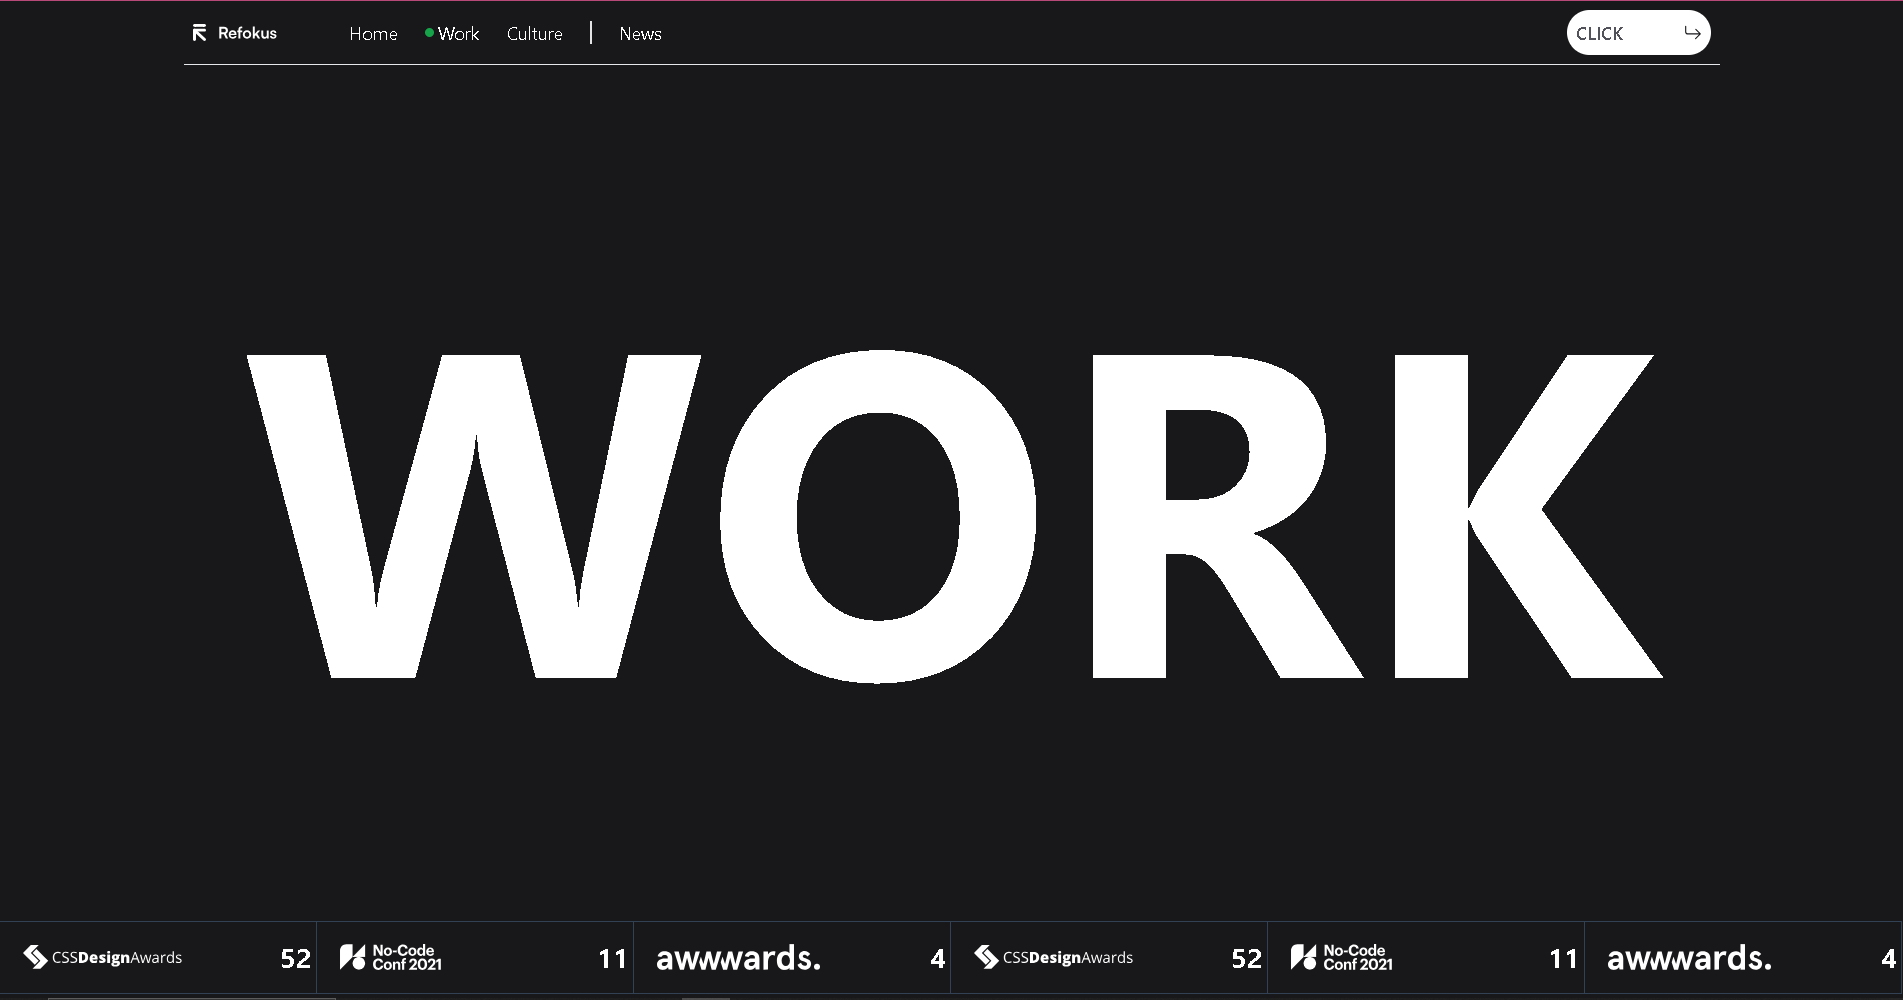 Refokus Home Work Culture News CLICK
WORK
CSSDesignAwards 52 No-Code Conf 2021 11 awwwards. 4 CSSDesignAwards 52 No-Code Conf 2021 11 awwwards. 4